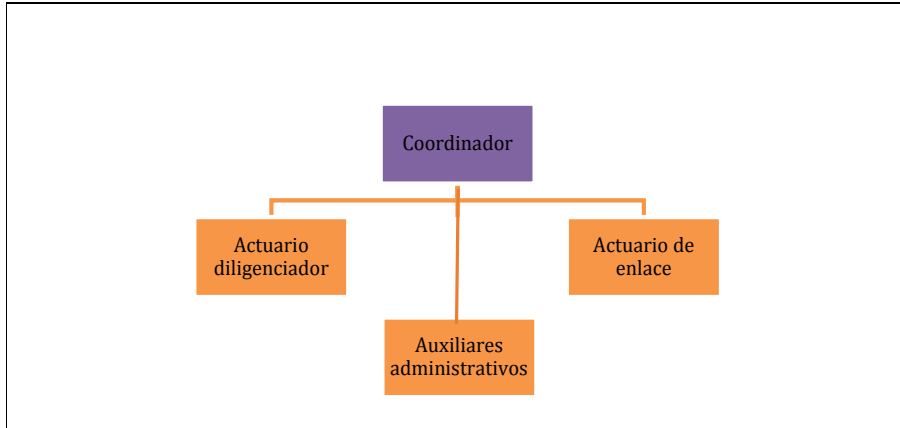 Coordinador
Actuario
diligenciador
Actuario de
enlace
Auxiliares
administrativos